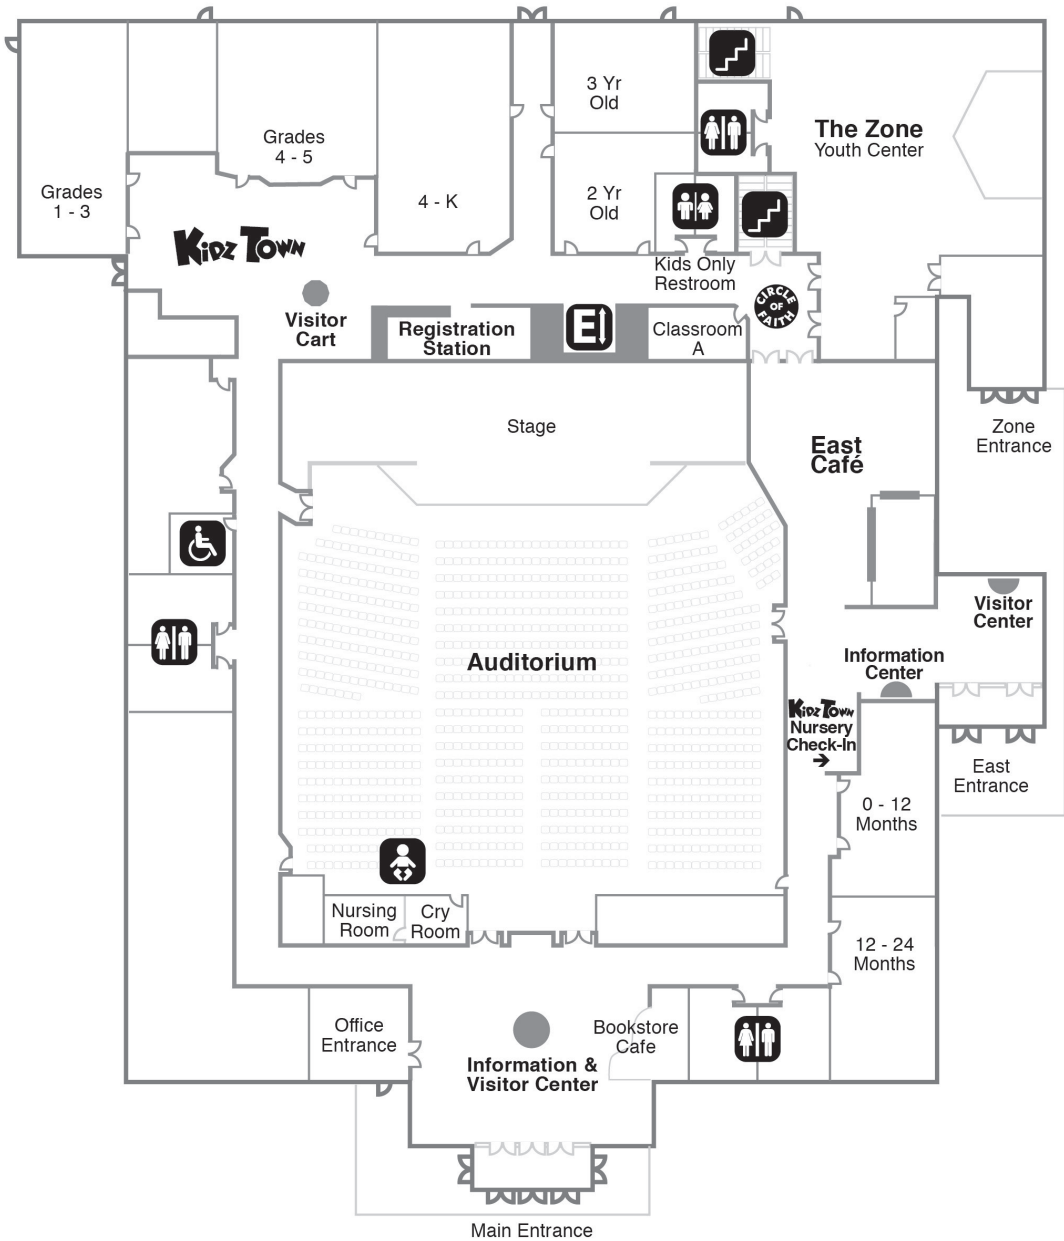 3 Yr
Old
The Zone
Youth Center
Grades
4 - 5
Grades
1 - 3
4 - K
2 Yr
Old
KIDZ TOWN
Kids Only
Restroom
CIRCLE
OF
FAITH
Visitor
Cart
Registration
Station
E
Classroom
A
Stage
East
Café
Zone
Entrance
Visitor
Center
Auditorium
Information
Center
KIDZ TOWN
Nursery
Check-In
East
Entrance
0 - 12
Months
Nursing
Room
Cry
Room
12 - 24
Months
Office
Entrance
Bookstore
Cafe
Information &
Visitor Center
Main Entrance